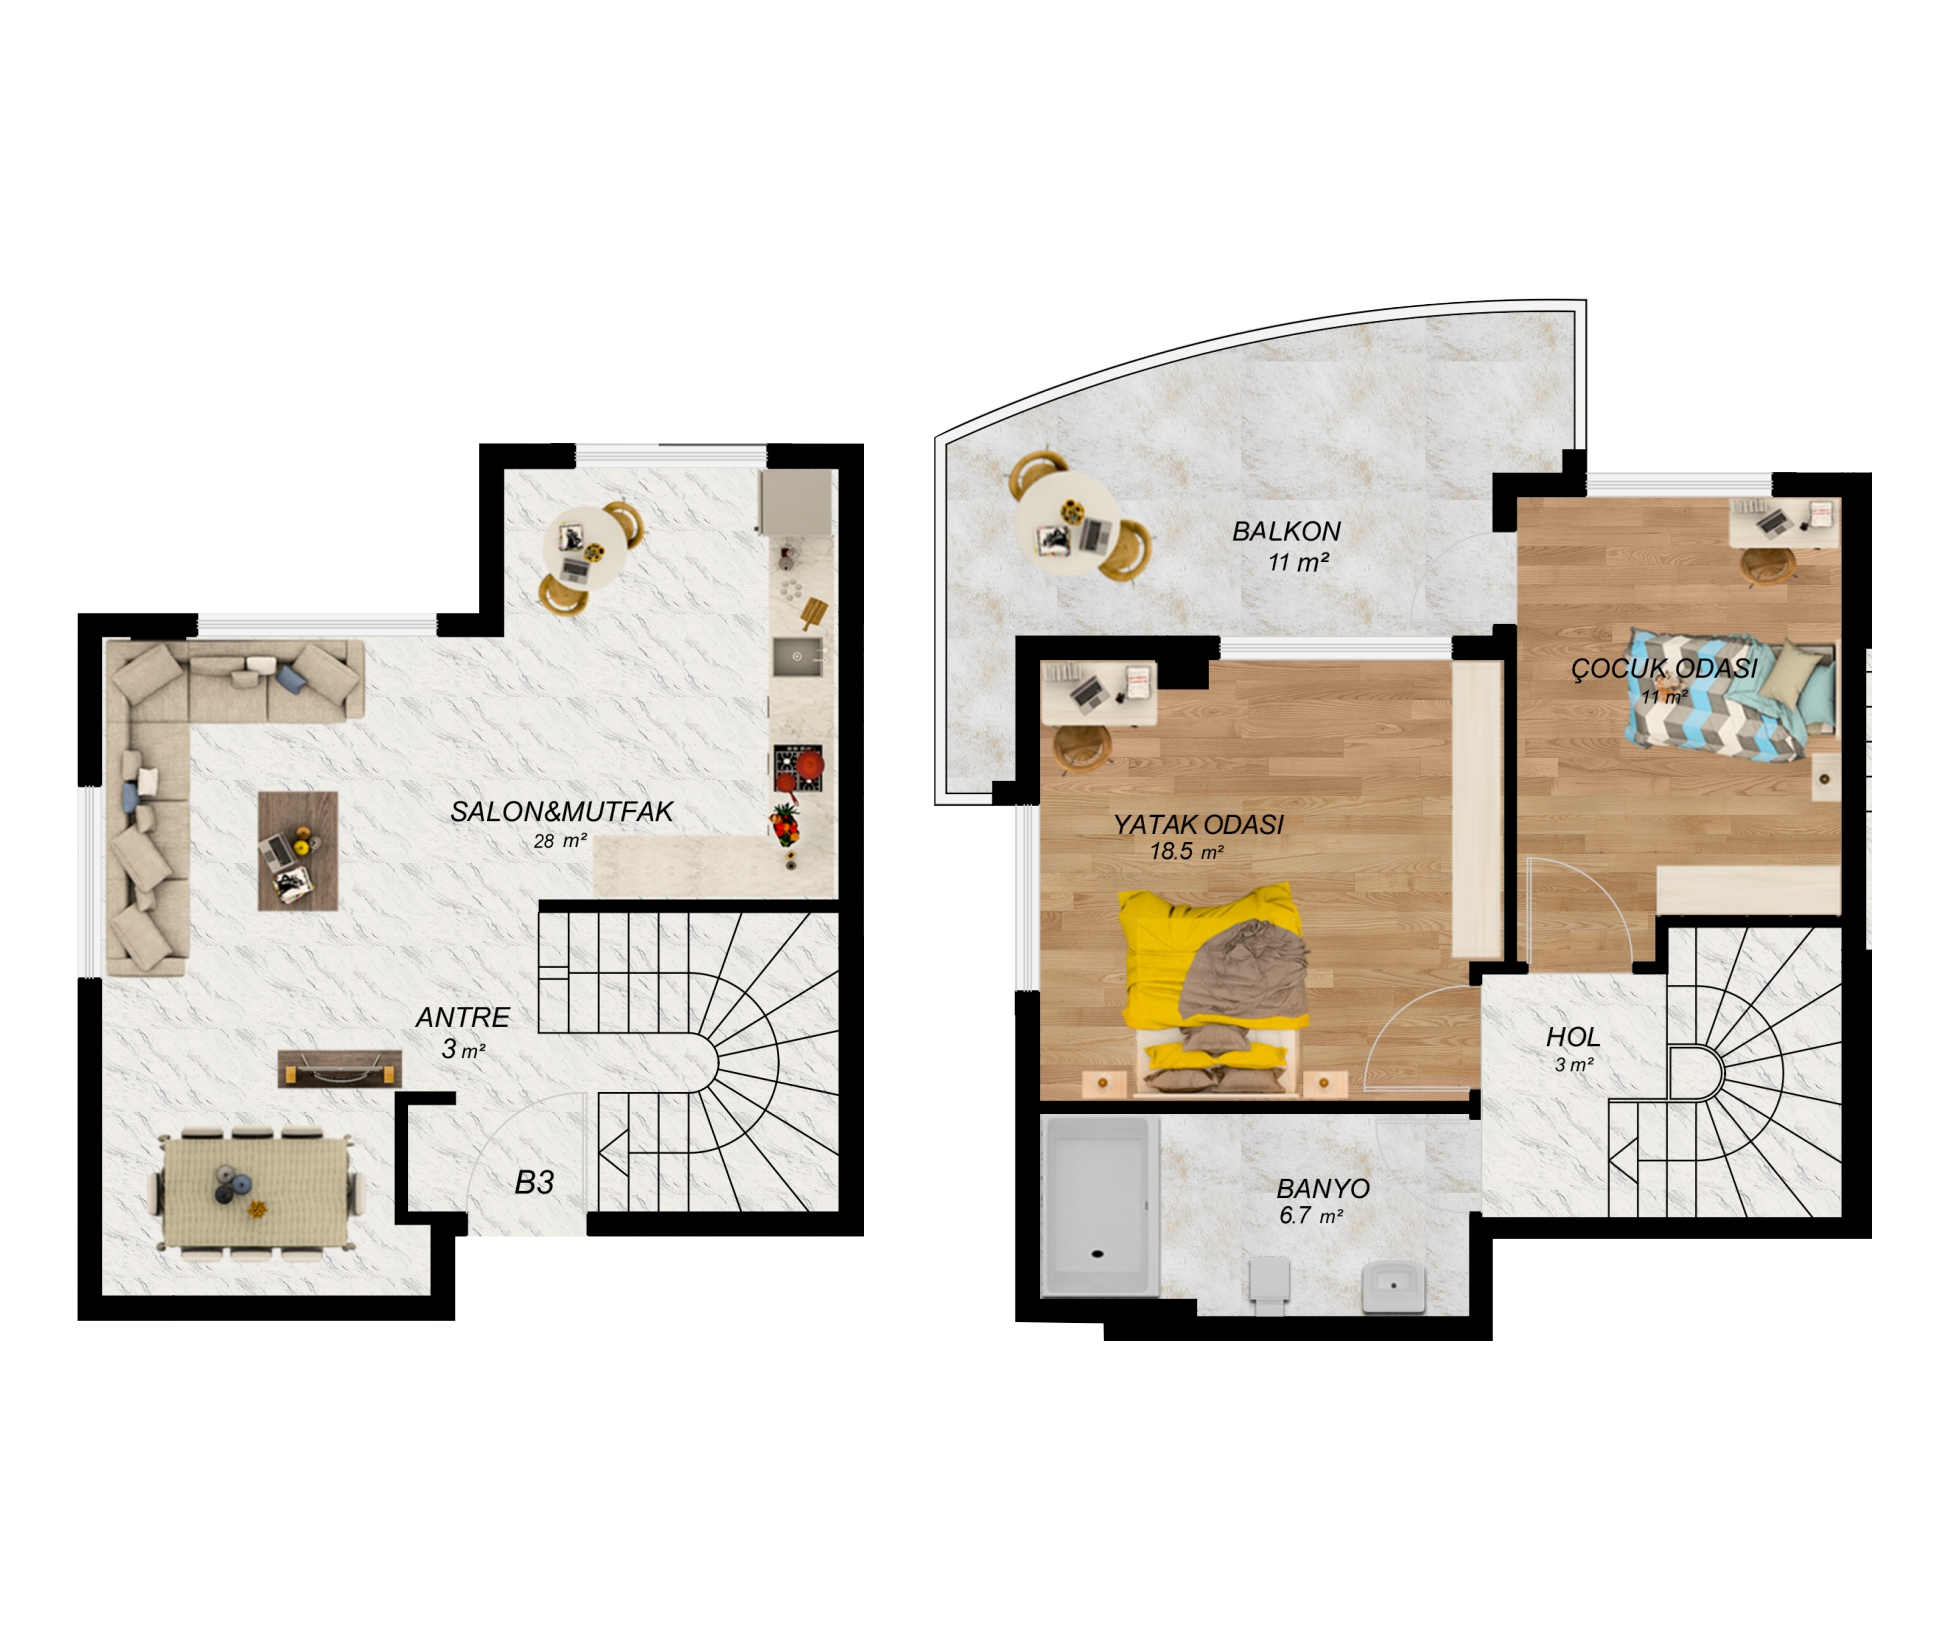 SALON&MUTFAK
28 m²
ANTRE
3 m²
B3
BALKON
11 m²
ÇOCUK ODASI
11 m²
YATAK ODASI
18.5 m²
HOL
3 m²
BANYO
6.7 m²